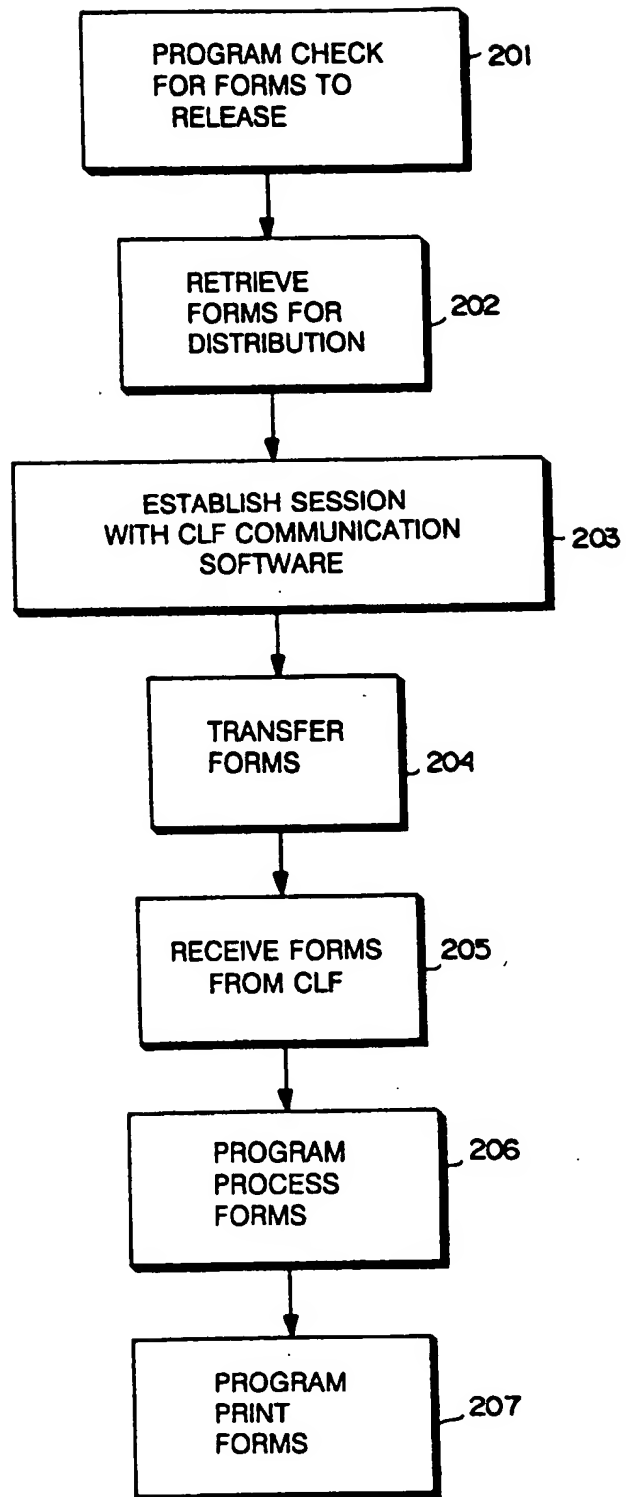 PROGRAM CHECK
FOR FORMS TO
RELEASE
201
RETRIEVE
FORMS FOR
DISTRIBUTION
202
ESTABLISH SESSION
WITH CLF COMMUNICATION
SOFTWARE
203
TRANSFER
FORMS
204
RECEIVE FORMS
FROM CLF
205
PROGRAM
PROCESS
FORMS
206
PROGRAM
PRINT
FORMS
207